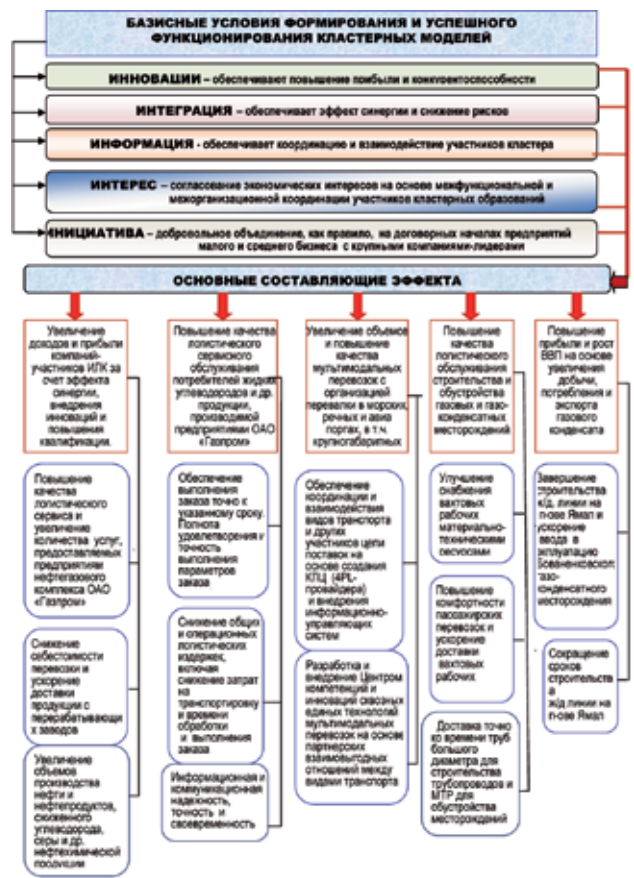 БАЗИСНЫЕ УСЛОВИЯ ФОРМИРОВАНИЯ И УСПЕШНОГО
ФУНКЦИОНИРОВАНИЯ КЛАСТЕРНЫХ МОДЕЛЕЙ
ИННОВАЦИИ – обеспечивают повышение прибыли и конкурентоспособности
ИНТЕГРАЦИЯ – обеспечивает эффект синергии и снижение рисков
ИНФОРМАЦИЯ - обеспечивает координацию и взаимодействие участников кластера
ИНТЕРЕС – согласование экономических интересов на основе межфункциональной и
межорганизационной координации участников кластерных образований
ИНИЦИАТИВА – добровольное объединение, как правило, на договорных началах предприятий
малого и среднего бизнеса с крупными компаниями-лидерами
ОСНОВНЫЕ СОСТАВЛЯЮЩИЕ ЭФФЕКТА
Увеличение
доходов и прибыли
компаний-
участников ИЛК за
счет эффекта
синергии,
внедрения
инноваций и
повышения
квалификации.
Повышение
качества
логистического
сервиса и
увеличение
количества услуг,
предоставляемых
предприятиям
нефтегазового
комплекса ОАО
«Газпром»
Снижение
себестоимости
перевозки и
ускорение
доставки
продукции с
перерабатывающи
х заводов
Увеличение
объемов
производства
нефти и
нефтепродуктов,
сжиженного
углеводорода,
серы и др.
нефтехимической
продукции
Повышение качества
логистического
сервисного
обслуживания
потребителей жидких
углеводородов и др.
продукции,
производимой
предприятиями ОАО
«Газпром»
Обеспечение
выполнения
заказа точно к
указанному сроку.
Полнота
удовлетворения и
точность
выполнения
параметров
заказа
Снижение общих
и операционных
логистических
издержек,
включая
снижение затрат
на
транспортировку
и времени
обработки
и выполнения
заказа
Информационная и
коммуникационная
надежность,
точность и
своевременность
Увеличение объемов
и повышение
качества
мультимодальных
перевозок с
организацией
перевалки в морских,
речных и авиа
портах, в т.ч.
крупногабаритных
Обеспечение
координации и
взаимодействия
видов транспорта
и других
участников цепи
поставок на
основе создания
КЛЦ (4PL-
провайдера)
и внедрения
информационно-
управляющих
систем
Разработка и
внедрение Центром
компетенций и
инноваций сквозных
единых технологий
мультимодальных
перевозок на основе
партнерских
взаимовыгодных
отношений между
видами транспорта
Повышение
качества
логистического
обслуживания
строительства и
обустройства
газовых и газо-
конденсатных
месторождений
Улучшение
снабжения
вахтовых
рабочих
материально-
техническими
ресурсами
Повышение
комфортности
пассажирских
перевозок и
ускорение
доставки
вахтовых
рабочих
Доставка точно
ко времени труб
большого
диаметра для
строительства
трубопроводов и
МТР для
обустройства
месторождений
Повышение
прибыли и рост
ВВП на основе
увеличения
добычи,
потребления и
экспорта
газового
конденсата
Завершение
строительства
ж/д. линии на
п-ове Ямал и
ускорение
ввода в
эксплуатацию
Бованенковского
газо-
конденсатного
месторождения
Сокращение
сроков
строительств
а
ж/д линии на
п-ове Ямал